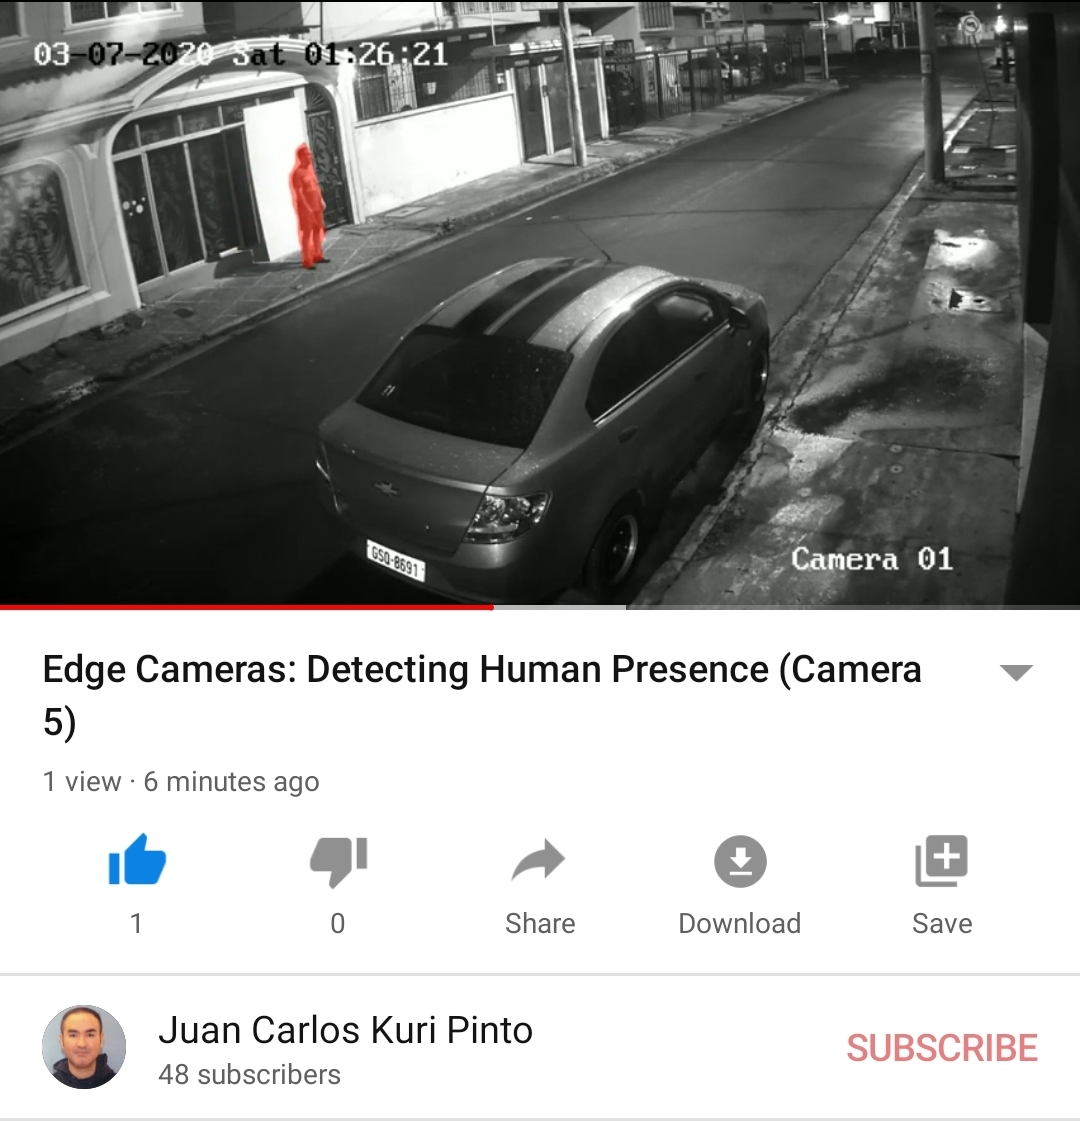 03-07-2020 Sat 01:26:21
GSQ-8691
Camera 01
Edge Cameras: Detecting Human Presence (Camera
5)
1 view · 6 minutes ago
1
0
Share
Download
Save
Juan Carlos Kuri Pinto
48 subscribers
SUBSCRIBE